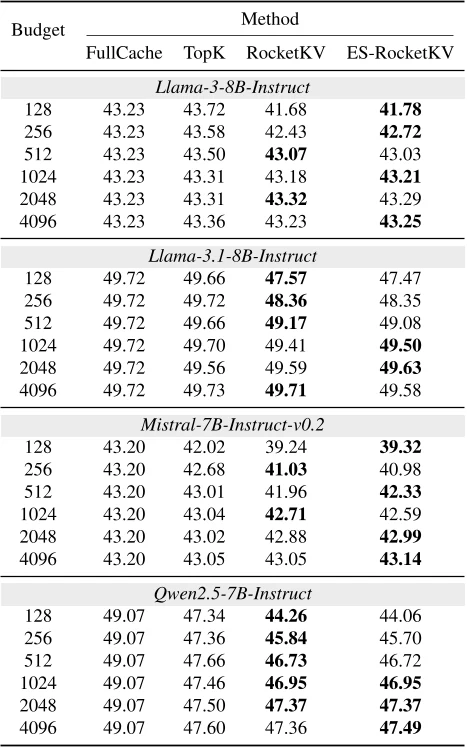 Budget Method
FullCache TopK RocketKV ES-RocketKV
Llama-3-8B-Instruct
128 43.23 43.72 41.68 41.78
256 43.23 43.58 42.43 42.72
512 43.23 43.50 43.07 43.03
1024 43.23 43.31 43.18 43.21
2048 43.23 43.31 43.32 43.29
4096 43.23 43.36 43.23 43.25
Llama-3.1-8B-Instruct
128 49.72 49.66 47.57 47.47
256 49.72 49.72 48.36 48.35
512 49.72 49.66 49.17 49.08
1024 49.72 49.70 49.41 49.50
2048 49.72 49.56 49.59 49.63
4096 49.72 49.73 49.71 49.58
Mistral-7B-Instruct-v0.2
128 43.20 42.02 39.24 39.32
256 43.20 42.68 41.03 40.98
512 43.20 43.01 41.96 42.33
1024 43.20 43.04 42.71 42.59
2048 43.20 43.02 42.88 42.99
4096 43.20 43.05 43.05 43.14
Qwen2.5-7B-Instruct
128 49.07 47.34 44.26 44.06
256 49.07 47.36 45.84 45.70
512 49.07 47.66 46.73 46.72
1024 49.07 47.46 46.95 46.95
2048 49.07 47.50 47.37 47.37
4096 49.07 47.60 47.36 47.49